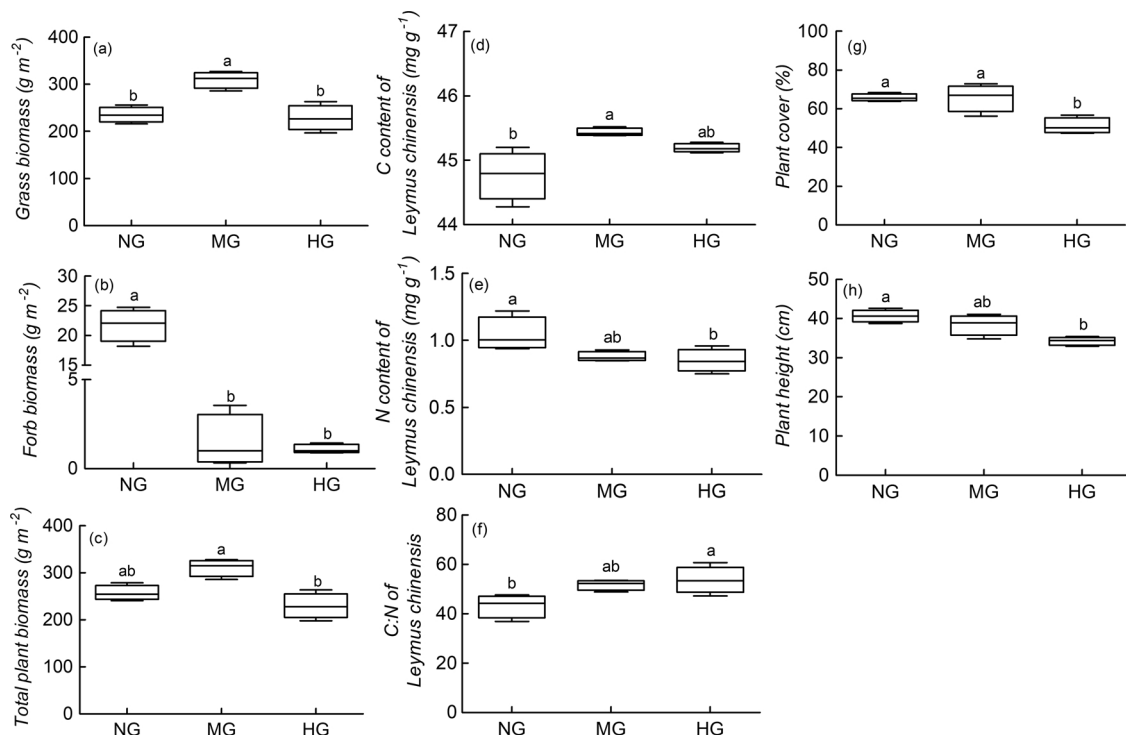 (a)
Grass biomass (g m⁻²)
400
300
200
100
0
b
a
b
NG MG HG
(b)
Forb biomass (g m⁻²)
30
25
20
15
5
0
a
b
b
NG MG HG
(c)
Total plant biomass (g m⁻²)
400
300
200
100
0
ab
a
b
NG MG HG
(d)
C content of
Leymus chinensis (mg g⁻¹)
47
46
45
44
b
a
ab
NG MG HG
(e)
N content of
Leymus chinensis (mg g⁻¹)
1.5
1.0
0.5
0.0
a
ab
b
NG MG HG
(f)
C:N of
Leymus chinensis
80
60
40
20
0
b
ab
a
NG MG HG
(g)
Plant cover (%)
100
80
60
40
20
0
a
a
b
NG MG HG
(h)
Plant height (cm)
50
40
30
20
10
0
a
ab
b
NG MG HG